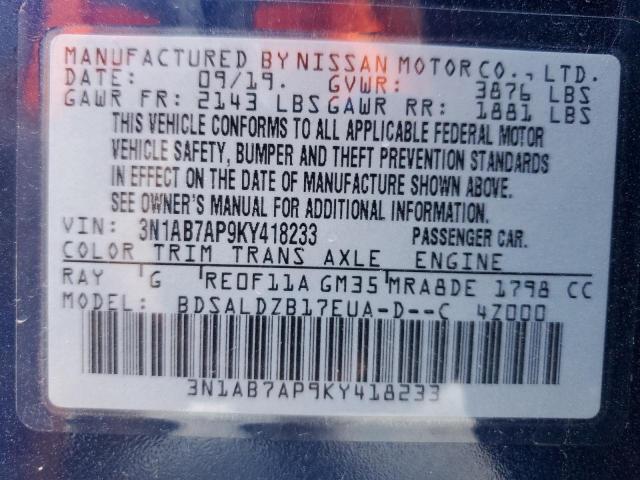 MANUFACTURED BY NISSAN MOTOR CO., LTD.
DATE: 09/19. GVWR: 3876 LBS
GAWR FR: 2143 LBS GAWR RR: 1881 LBS
THIS VEHICLE CONFORMS TO ALL APPLICABLE FEDERAL MOTOR
VEHICLE SAFETY, BUMPER AND THEFT PREVENTION STANDARDS
IN EFFECT ON THE DATE OF MANUFACTURE SHOWN ABOVE.
SEE OWNER'S MANUAL FOR ADDITIONAL INFORMATION.
VIN: 3N1AB7AP9KY418233 PASSENGER CAR.
COLOR TRIM TRANS AXLE ENGINE
RAY G RE0F11A GM35 MRA8DE 1798 CC
MODEL: BDSALDZB17EUA-D--C 4Z000
3N1AB7AP9KY418233